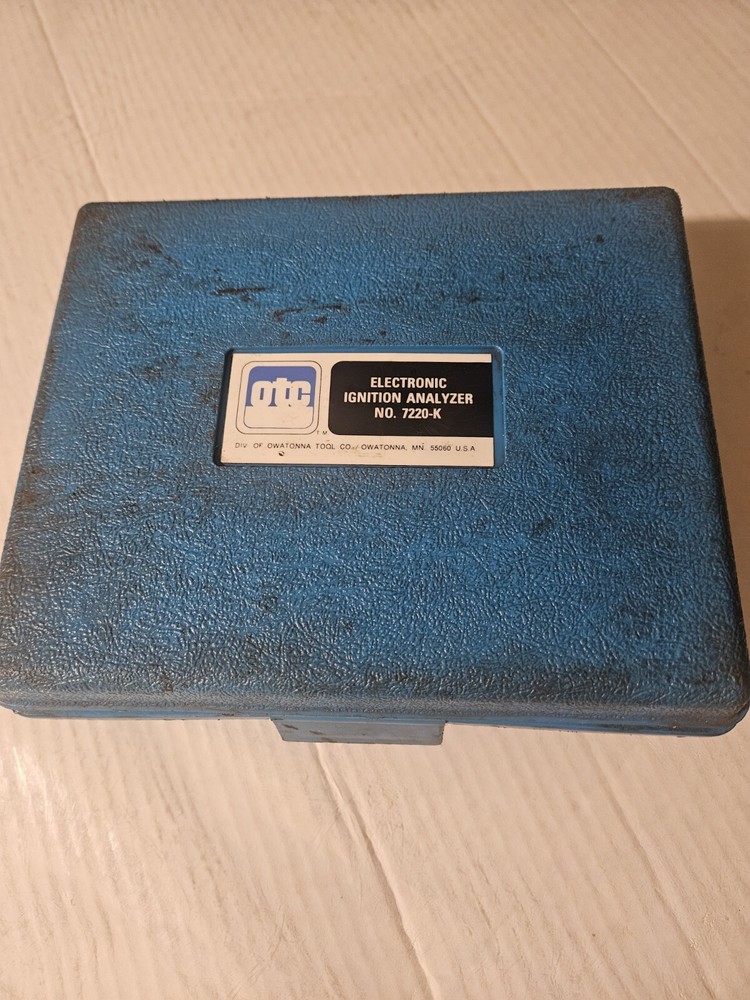 otc
TM
ELECTRONIC
IGNITION ANALYZER
NO. 7220-K
DIV. OF OWATONNA TOOL CO., OWATONNA, MN 55060 U.S.A.